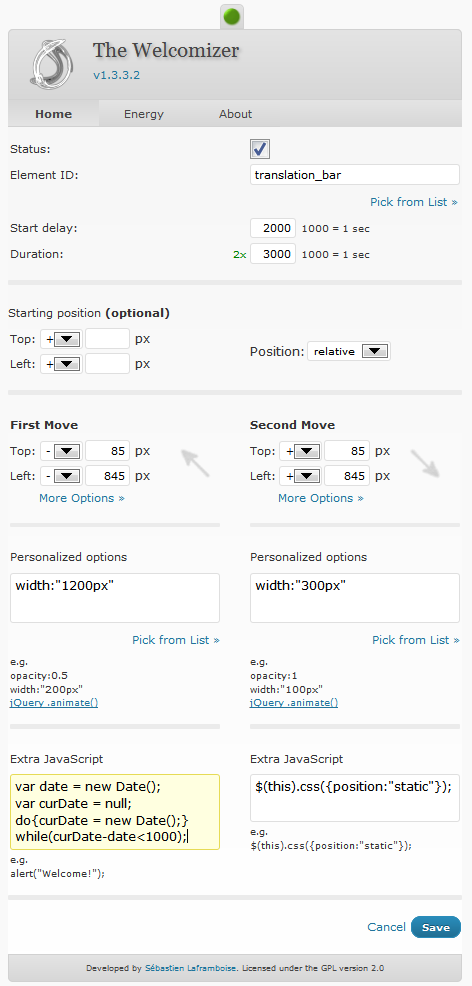 The Welcomizer
v1.3.3.2
Home Energy About
Status:
Element ID: translation_bar
Pick from List »
Start delay: 2000 1000 = 1 sec
Duration: 2x 3000 1000 = 1 sec
Starting position (optional)
Top: + px
Left: + px
Position: relative
First Move
Top: - 85 px
Left: - 845 px
More Options »
Second Move
Top: + 85 px
Left: + 845 px
More Options »
Personalized options
width:"1200px"
Pick from List »
e.g.
opacity:0.5
width:"200px"
jQuery .animate()
Personalized options
width:"300px"
Pick from List »
e.g.
opacity:1
width:"100px"
jQuery .animate()
Extra JavaScript
var date = new Date();
var curDate = null;
do{curDate = new Date();}
while(curDate-date<1000);
e.g.
alert("Welcome!");
Extra JavaScript
$(this).css({position:"static"});
e.g.
$(this).css({position:"static"});
Cancel Save
Developed by Sébastien Laframboise. Licensed under the GPL version 2.0